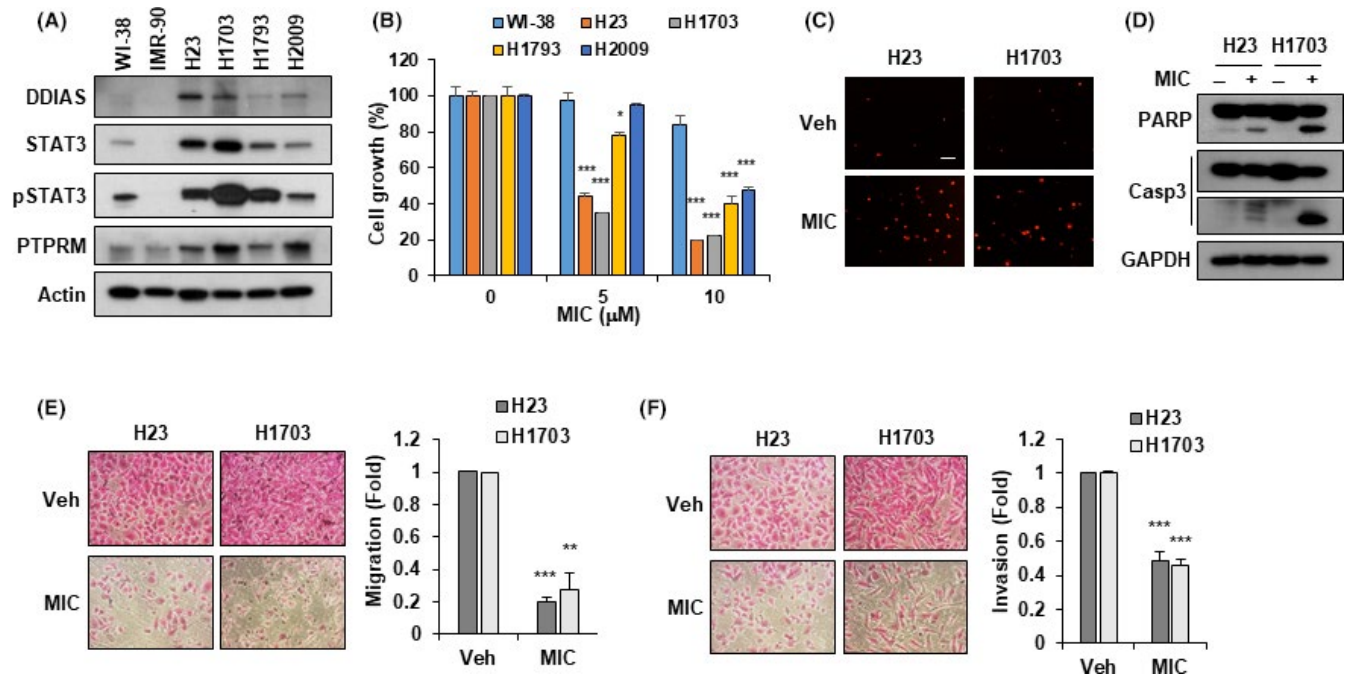 (A)
WI-38
IMR-90
H23
H1703
H1793
H2009
DDIAS
STAT3
pSTAT3
PTPRM
Actin
(B)
WI-38 H23 H1703
H1793 H2009
Cell growth (%)
120
100
80
60
40
20
0
*
*** ***
*** *** *** ***
0 5 10
MIC (μM)
(C)
H23 H1703
Veh
MIC
(D)
H23 H1703
MIC – + – +
PARP
Casp3
GAPDH
(E)
H23 H1703
Veh
MIC
H23
H1703
Migration (Fold)
1.2
1
0.8
0.6
0.4
0.2
0
*** **
Veh MIC
(F)
H23 H1703
Veh
MIC
H23
H1703
Invasion (Fold)
1.2
1
0.8
0.6
0.4
0.2
0
*** ***
Veh MIC